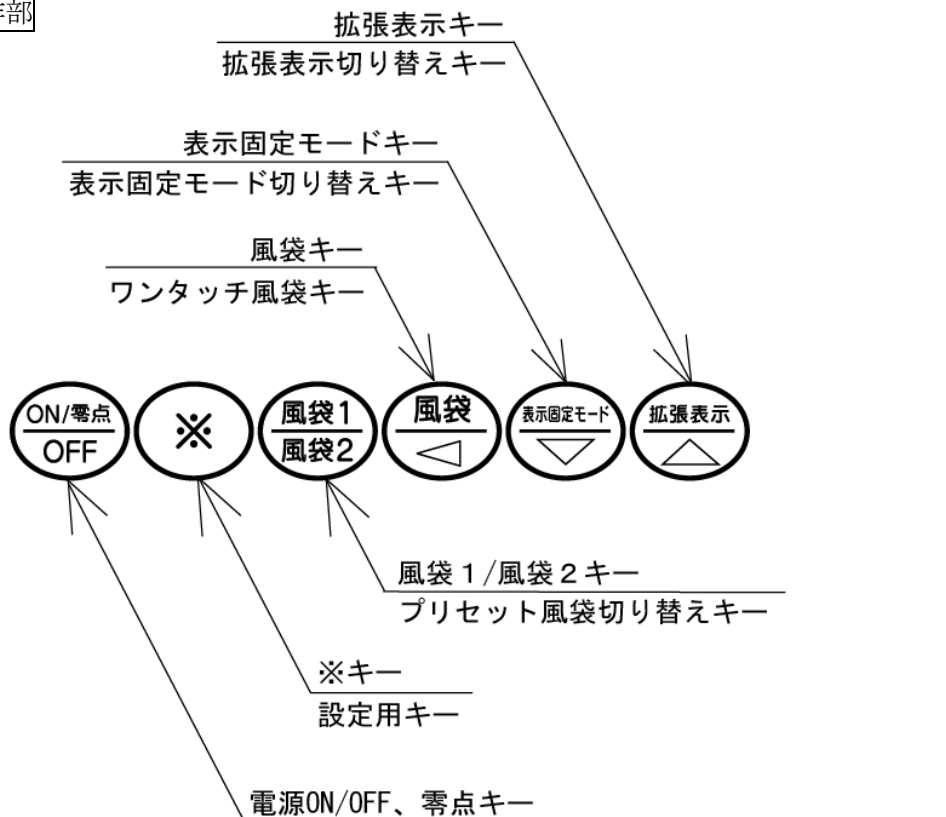 作部
拡張表示キー
拡張表示切り替えキー
表示固定モードキー
表示固定モード切り替えキー
風袋キー
ワンタッチ風袋キー
ON/零点
OFF
※
風袋1
風袋2
風袋
表示固定モード
拡張表示
風袋1/風袋2キー
プリセット風袋切り替えキー
※キー
設定用キー
電源ON/OFF、零点キー